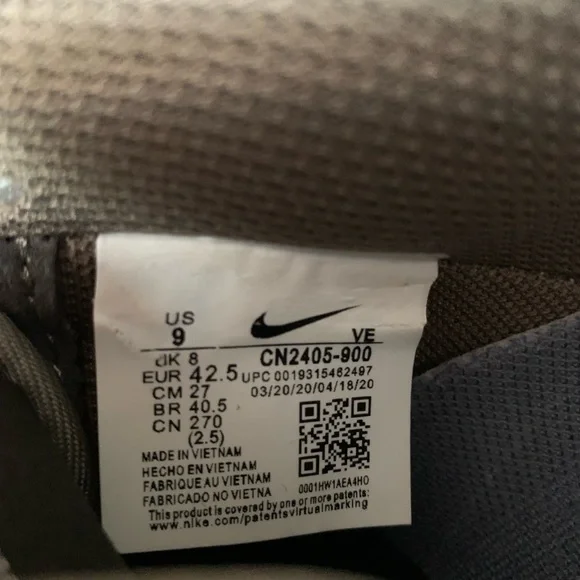 US
9
VE
UK 8
CN2405-900
EUR 42.5
UPC 0019315462497
CM 27
03/20/20/04/18/20
BR 40.5
CN 270
(2.5)
MADE IN VIETNAM
HECHO EN VIETNAM
FABRIQUE AU VIETNAM
FABRICADO NO VIETNA
0001HW1AEA4HO
This product is covered by one or more patents:
www.nike.com/patentsvirtualmarking